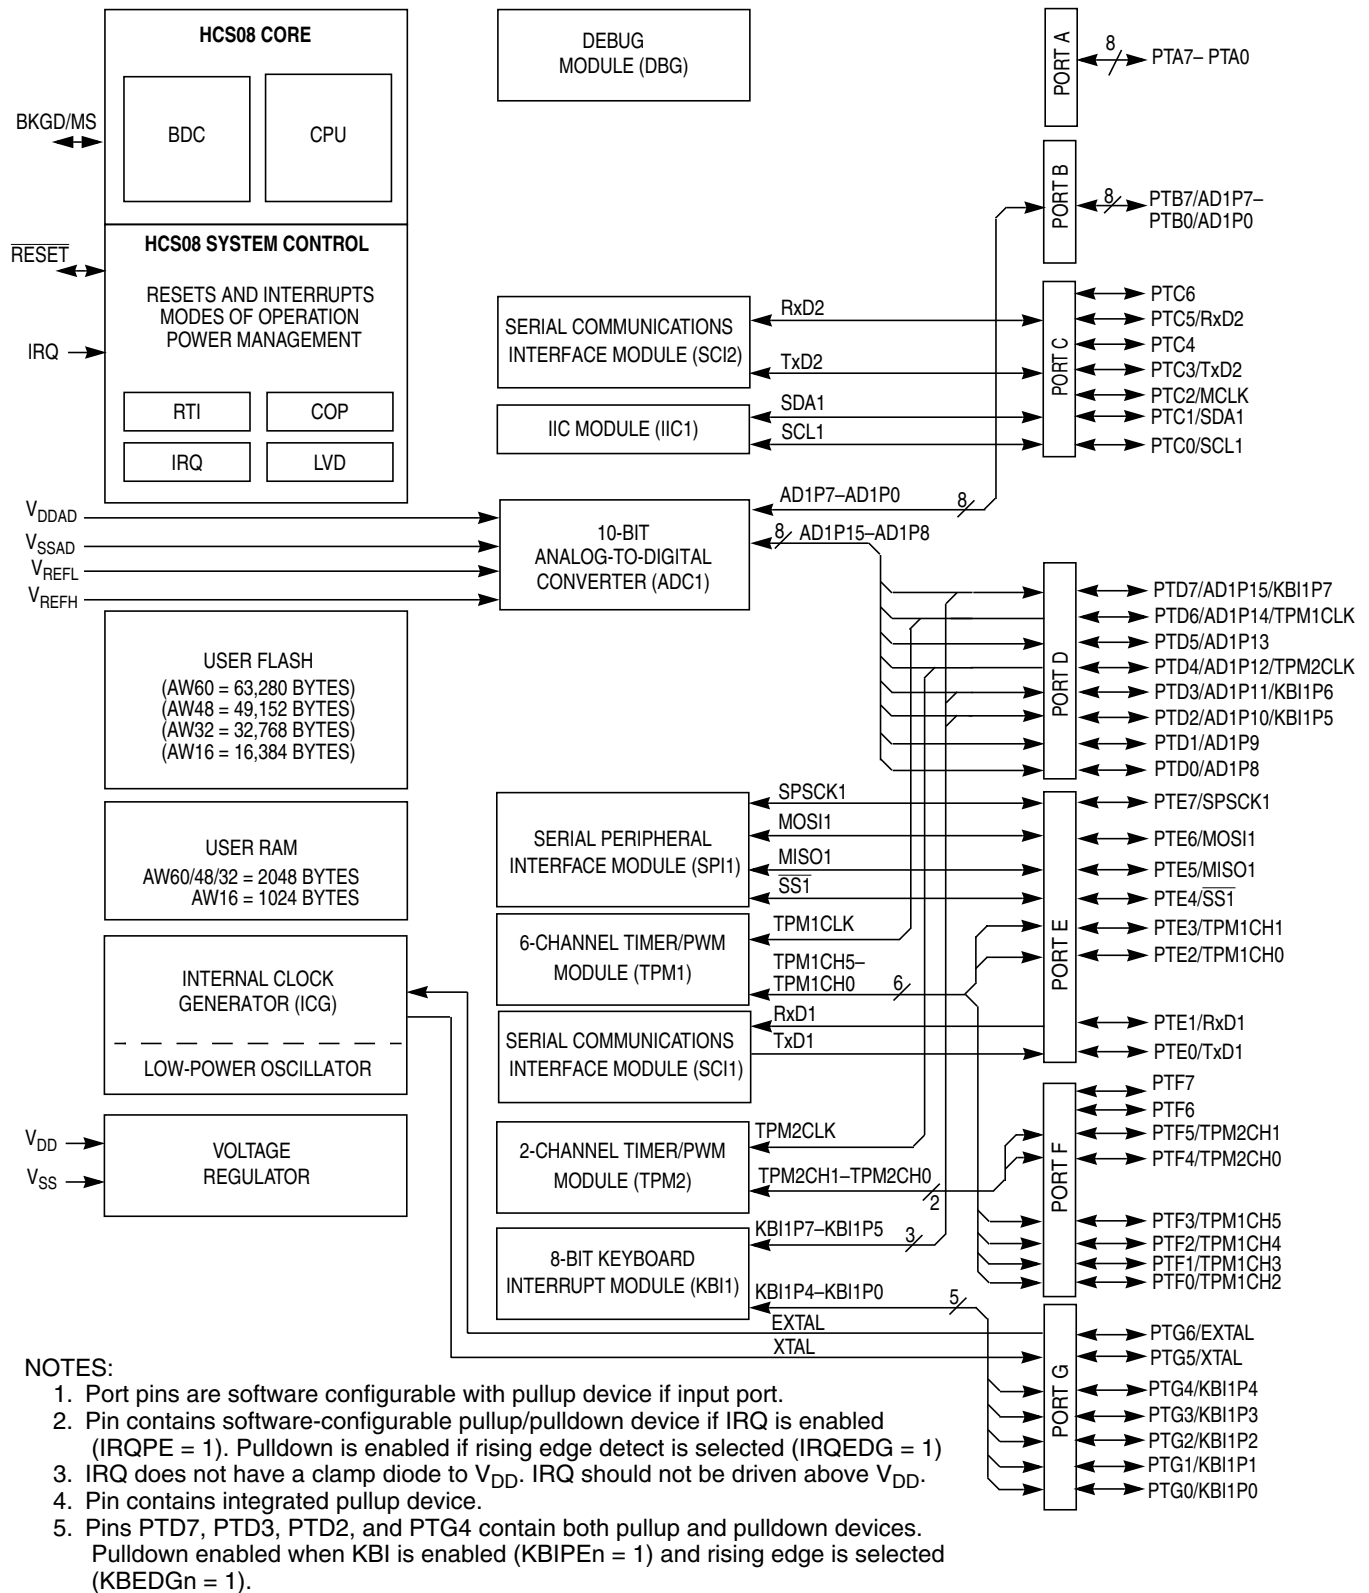 HCS08 CORE
BDC
CPU
BKGD/MS
HCS08 SYSTEM CONTROL
RESET
RESETS AND INTERRUPTS
MODES OF OPERATION
POWER MANAGEMENT
IRQ
RTI
COP
IRQ
LVD
VDDAD
VSSAD
VREFL
VREFH
USER FLASH
(AW60 = 63,280 BYTES)
(AW48 = 49,152 BYTES)
(AW32 = 32,768 BYTES)
(AW16 = 16,384 BYTES)
USER RAM
AW60/48/32 = 2048 BYTES
AW16 = 1024 BYTES
INTERNAL CLOCK
GENERATOR (ICG)
LOW-POWER OSCILLATOR
VDD
VSS
VOLTAGE
REGULATOR
DEBUG
MODULE (DBG)
SERIAL COMMUNICATIONS
INTERFACE MODULE (SCI2)
RxD2
TxD2
IIC MODULE (IIC1)
SDA1
SCL1
10-BIT
ANALOG-TO-DIGITAL
CONVERTER (ADC1)
AD1P7–AD1P0
8
8
AD1P15–AD1P8
SERIAL PERIPHERAL
INTERFACE MODULE (SPI1)
SPSCK1
MOSI1
MISO1
SS1
6-CHANNEL TIMER/PWM
MODULE (TPM1)
TPM1CLK
TPM1CH5–
TPM1CH0
6
SERIAL COMMUNICATIONS
INTERFACE MODULE (SCI1)
RxD1
TxD1
2-CHANNEL TIMER/PWM
MODULE (TPM2)
TPM2CLK
TPM2CH1–TPM2CH0
2
8-BIT KEYBOARD
INTERRUPT MODULE (KBI1)
KBI1P7–KBI1P5
3
KBI1P4–KBI1P0
5
EXTAL
XTAL
PORT A
8
PTA7– PTA0
PORT B
8
PTB7/AD1P7–
PTB0/AD1P0
PORT C
PTC6
PTC5/RxD2
PTC4
PTC3/TxD2
PTC2/MCLK
PTC1/SDA1
PTC0/SCL1
PORT D
PTD7/AD1P15/KBI1P7
PTD6/AD1P14/TPM1CLK
PTD5/AD1P13
PTD4/AD1P12/TPM2CLK
PTD3/AD1P11/KBI1P6
PTD2/AD1P10/KBI1P5
PTD1/AD1P9
PTD0/AD1P8
PORT E
PTE7/SPSCK1
PTE6/MOSI1
PTE5/MISO1
PTE4/SS1
PTE3/TPM1CH1
PTE2/TPM1CH0
PTE1/RxD1
PTE0/TxD1
PORT F
PTF7
PTF6
PTF5/TPM2CH1
PTF4/TPM2CH0
PTF3/TPM1CH5
PTF2/TPM1CH4
PTF1/TPM1CH3
PTF0/TPM1CH2
PORT G
PTG6/EXTAL
PTG5/XTAL
PTG4/KBI1P4
PTG3/KBI1P3
PTG2/KBI1P2
PTG1/KBI1P1
PTG0/KBI1P0
NOTES:
1. Port pins are software configurable with pullup device if input port.
2. Pin contains software-configurable pullup/pulldown device if IRQ is enabled
(IRQPE = 1). Pulldown is enabled if rising edge detect is selected (IRQEDG = 1)
3. IRQ does not have a clamp diode to VDD. IRQ should not be driven above VDD.
4. Pin contains integrated pullup device.
5. Pins PTD7, PTD3, PTD2, and PTG4 contain both pullup and pulldown devices.
Pulldown enabled when KBI is enabled (KBIPEn = 1) and rising edge is selected
(KBEDGn = 1).